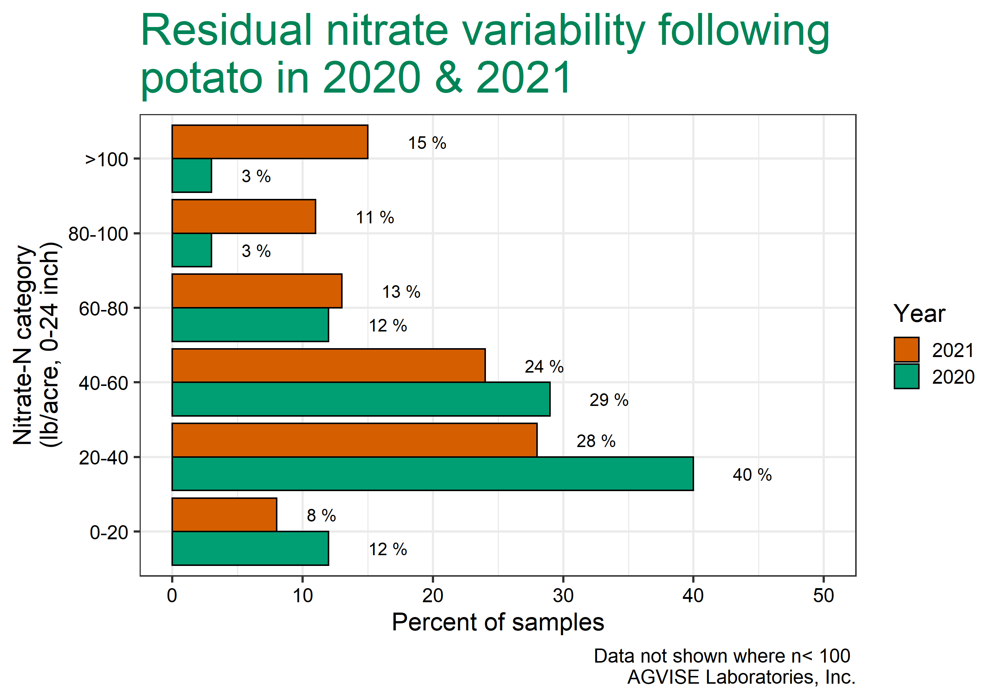 Residual nitrate variability following
potato in 2020 & 2021
Nitrate-N category
(lb/acre, 0-24 inch)
>100
15 %
3 %
80-100
11 %
3 %
60-80
13 %
12 %
40-60
24 %
29 %
20-40
28 %
40 %
0-20
8 %
12 %
0 10 20 30 40 50
Percent of samples
Year
2021
2020
Data not shown where n< 100
AGVISE Laboratories, Inc.